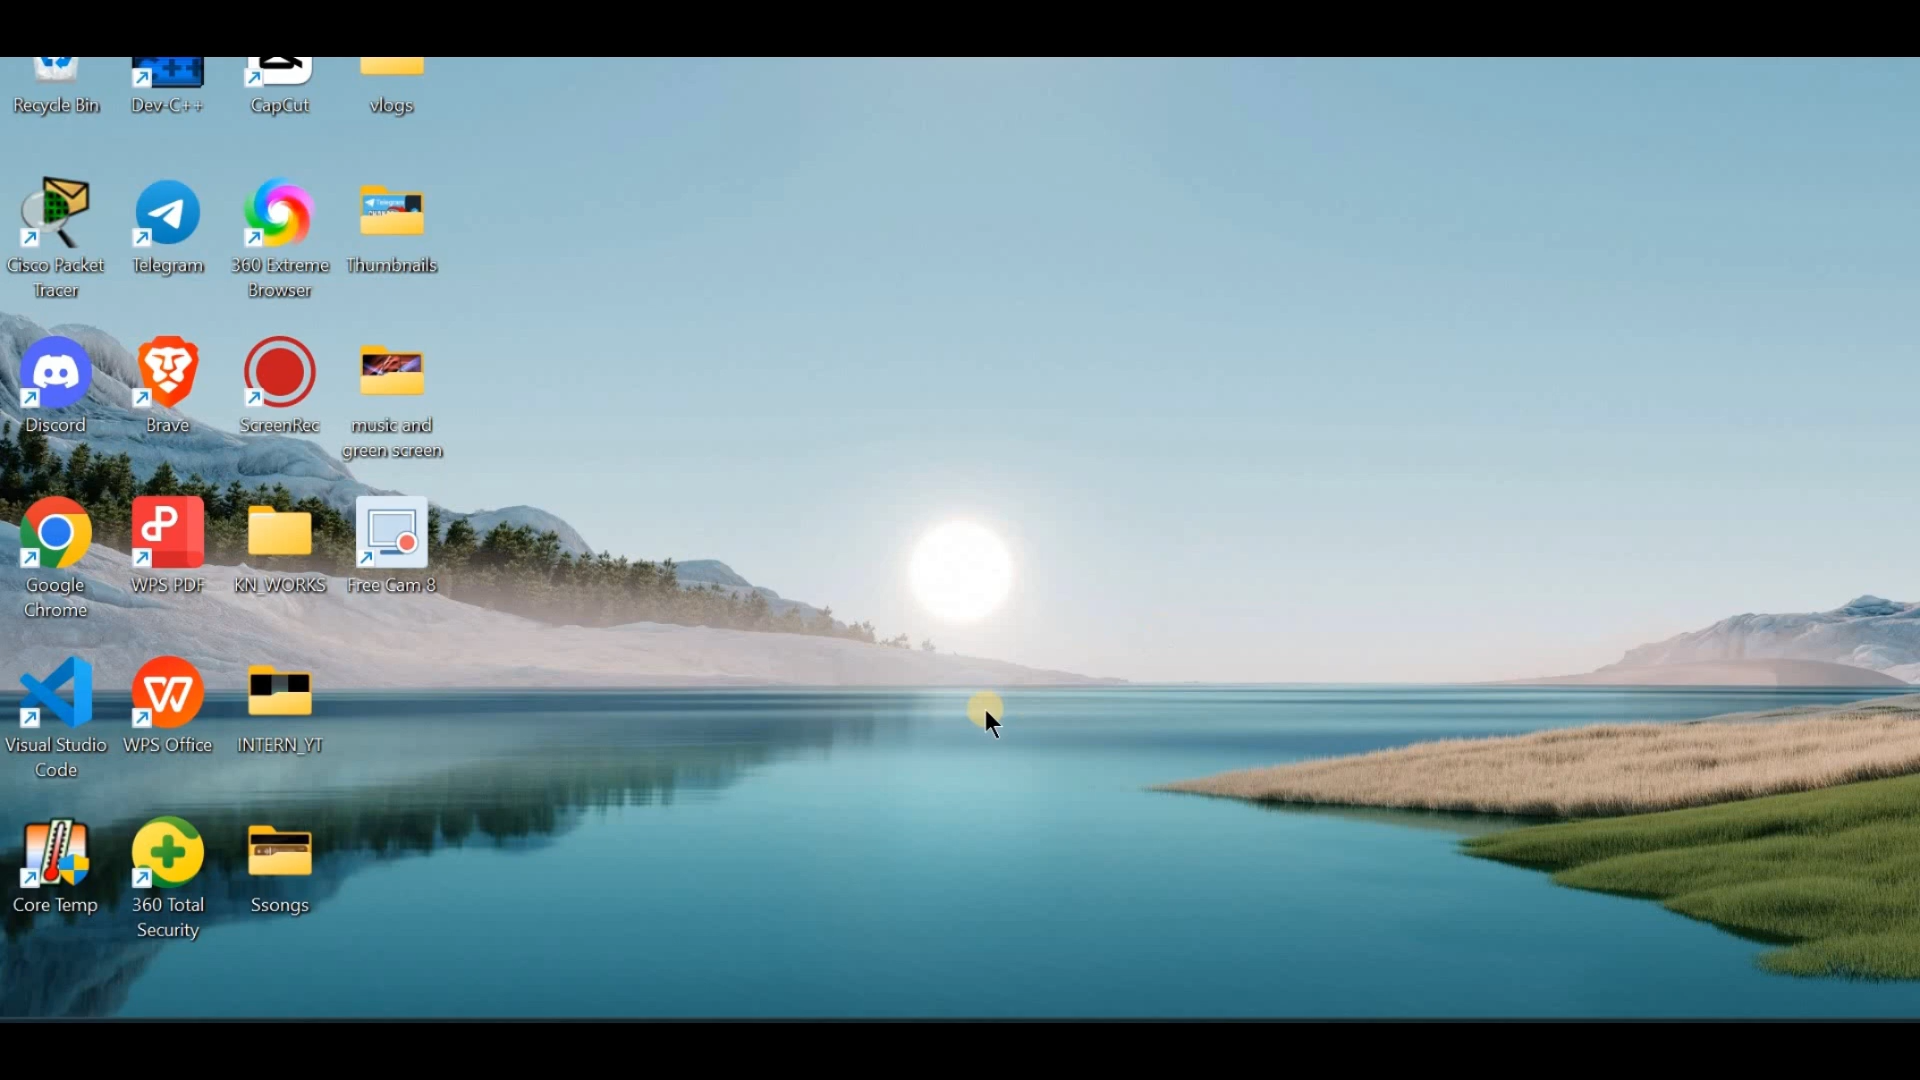 Recycle Bin
Dev-C++
CapCut
vlogs
Cisco Packet
Tracer
Telegram
360 Extreme
Browser
Telegram
Thumbnails
Discord
Brave
ScreenRec
music and
green screen
Google
Chrome
WPS PDF
KN_WORKS
Free Cam 8
Visual Studio
Code
WPS Office
INTERN_YT
Core Temp
360 Total
Security
Ssongs